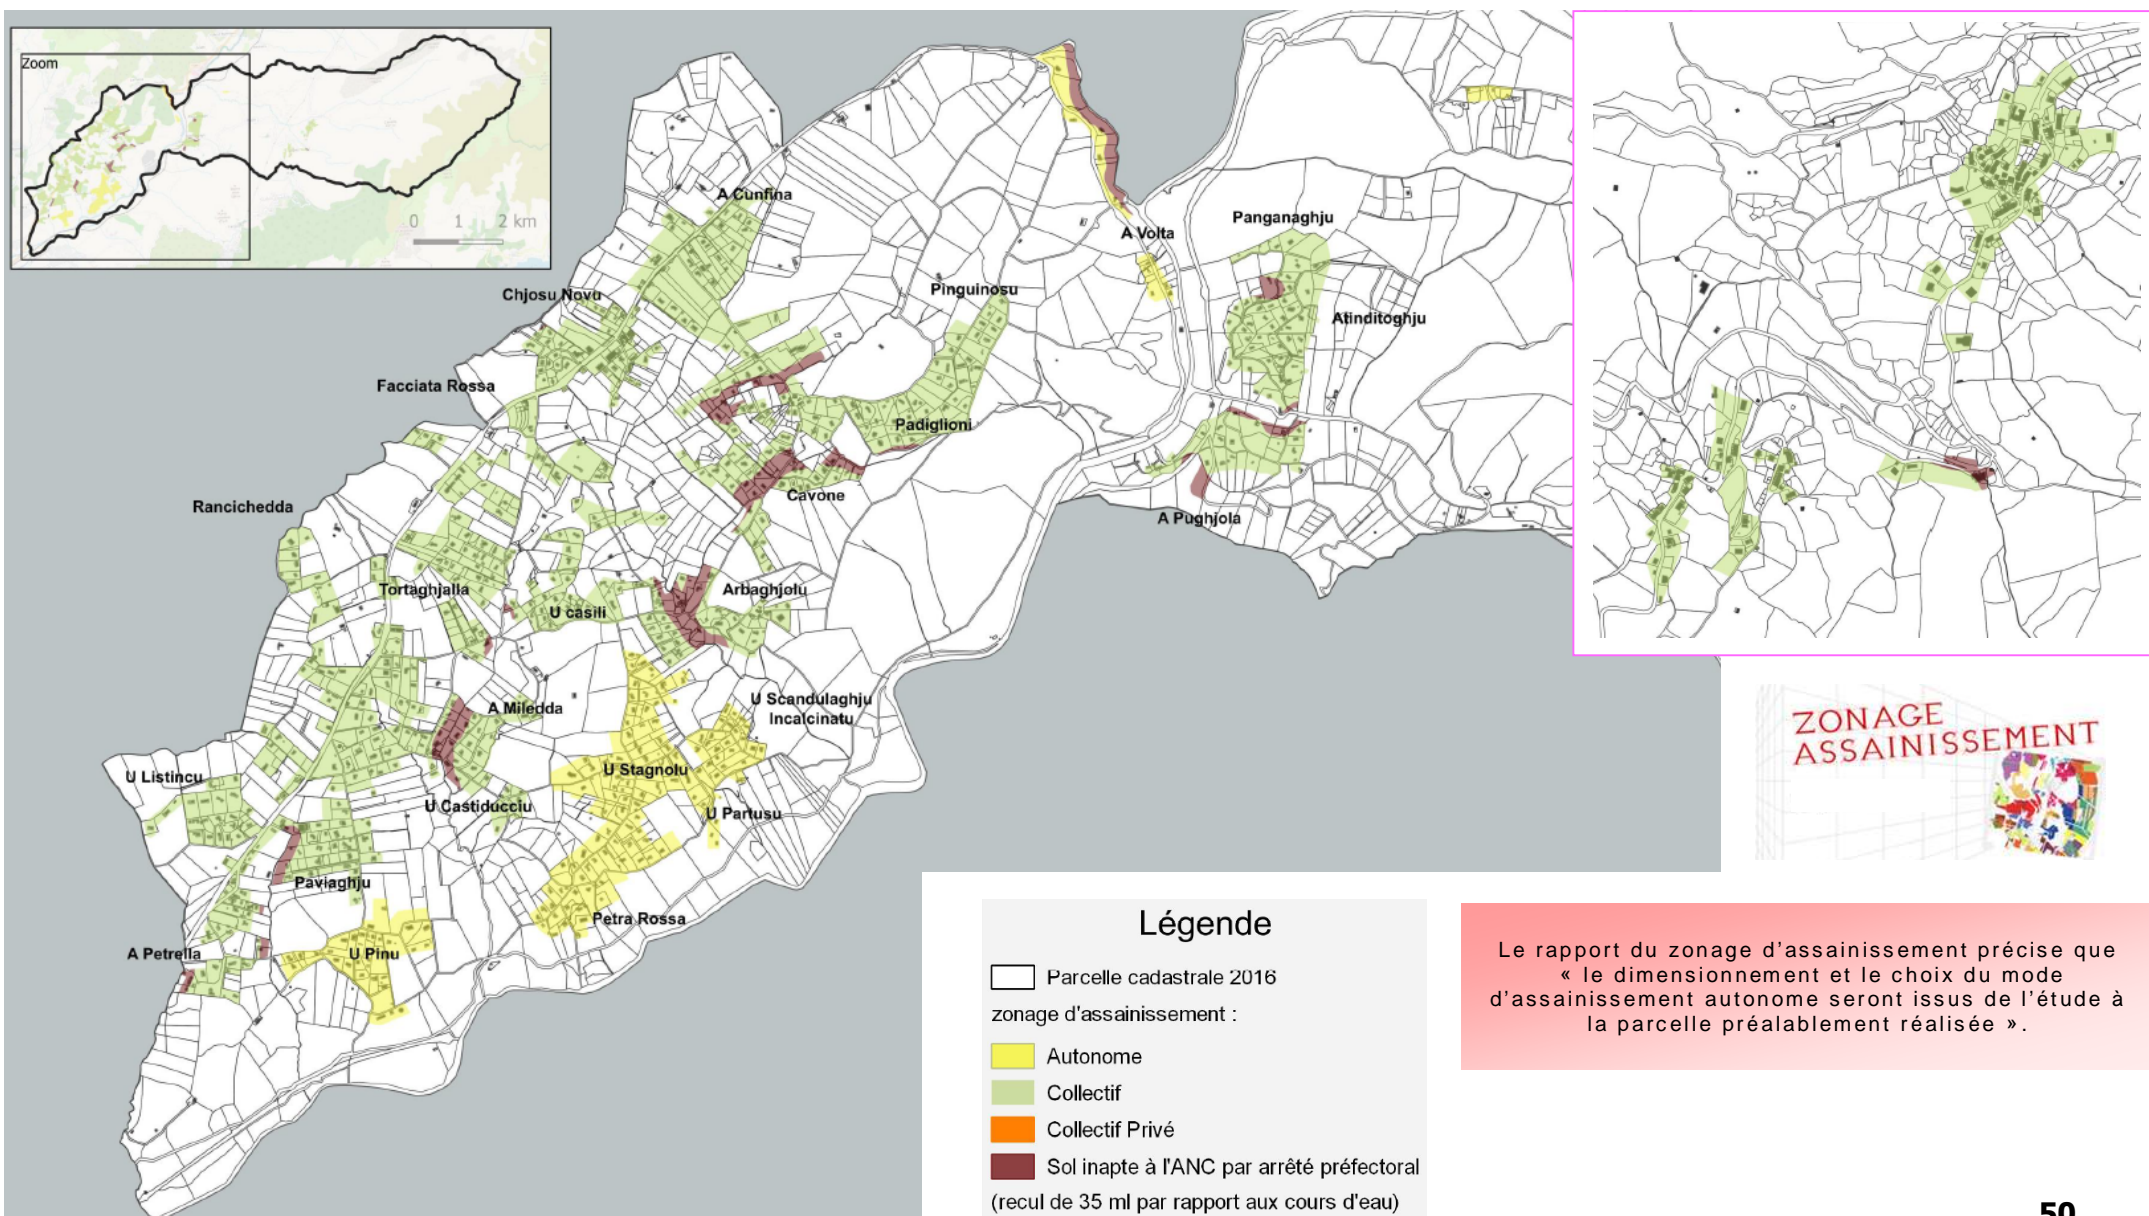 Zoom
0 1 2 km
A Cunfina
Panganaghju
A Volta
Pinguinosu
Chjosu Novu
Atinditoghju
Facciata Rossa
Padiglioni
Cavone
Rancichedda
A Pughjola
Tortaghjalla
Arbaghjolu
U casili
U Scandulaghju
Incalcinatu
A Miledda
U Stagnolu
U Listincu
U Castiducciu
U Partusu
Paviaghju
Petra Rossa
A Petrella
U Pinu
ZONAGE
ASSAINISSEMENT
Légende
Parcelle cadastrale 2016
zonage d'assainissement :
Autonome
Collectif
Collectif Privé
Sol inapte à l'ANC par arrêté préfectoral
(recul de 35 ml par rapport aux cours d'eau)
Le rapport du zonage d’assainissement précise que
« le dimensionnement et le choix du mode
d’assainissement autonome seront issus de l’étude à
la parcelle préalablement réalisée ».
50